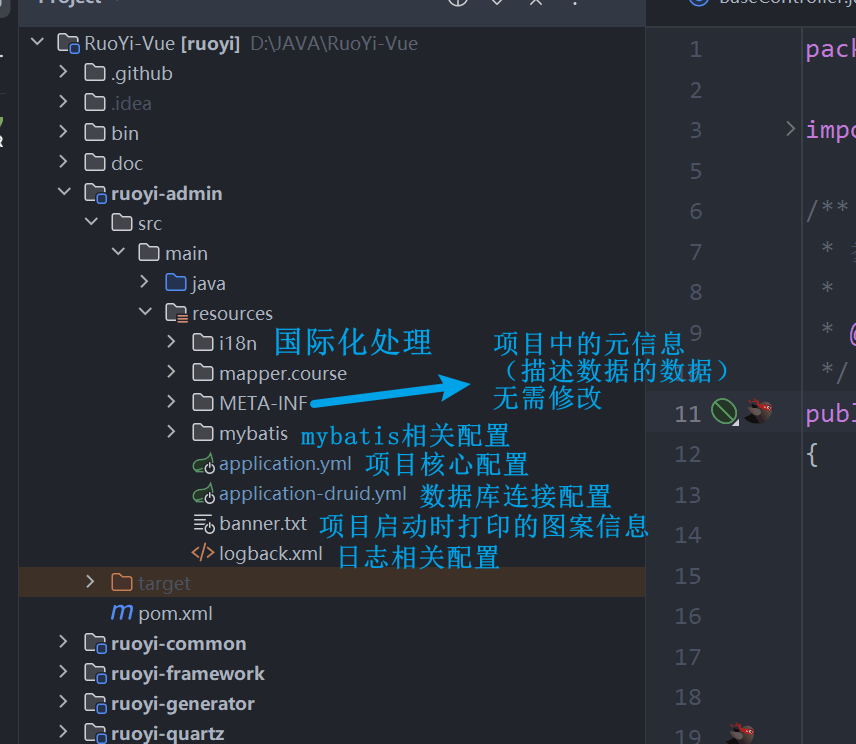 RuoYi-Vue [ruoyi] D:\JAVA\RuoYi-Vue
.github
.idea
bin
doc
ruoyi-admin
src
main
java
resources
i18n 国际化处理
项目中的元信息
（描述数据的数据）
无需修改
mapper.course
META-INF
mybatis mybatis相关配置
application.yml 项目核心配置
application-druid.yml 数据库连接配置
banner.txt 项目启动时打印的图案信息
logback.xml 日志相关配置
target
pom.xml
ruoyi-common
ruoyi-framework
ruoyi-generator
ruoyi-quartz
1
2
3
5
6 /**
7 *
8 *
9 *
*/
11
12 {
13
14
15
16
17
18
19